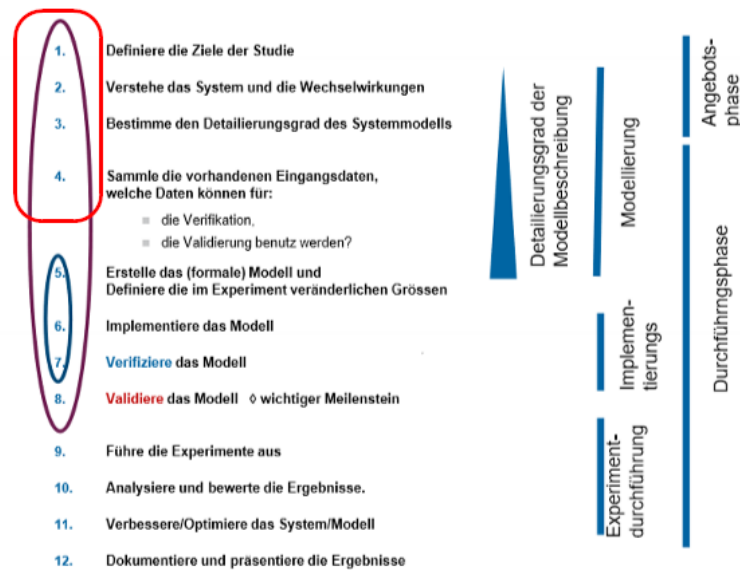 1. Definiere die Ziele der Studie
2. Verstehe das System und die Wechselwirkungen
3. Bestimme den Detailierungsgrad des Systemmodells
4. Sammle die vorhandenen Eingangsdaten,
welche Daten können für:
die Verifikation,
die Validierung benutz werden?
5. Erstelle das (formale) Modell und
Definiere die im Experiment veränderlichen Grössen
6. Implementiere das Modell
7. Verifiziere das Modell
8. Validiere das Modell ◊ wichtiger Meilenstein
9. Führe die Experimente aus
10. Analysiere und bewerte die Ergebnisse.
11. Verbessere/Optimiere das System/Modell
12. Dokumentiere und präsentiere die Ergebnisse
Detailierungsgrad der
Modellbeschreibung
Modellierung
Implemen-
tierungs
Experiment-
durchführung
Angebots-
phase
Durchführngsphase